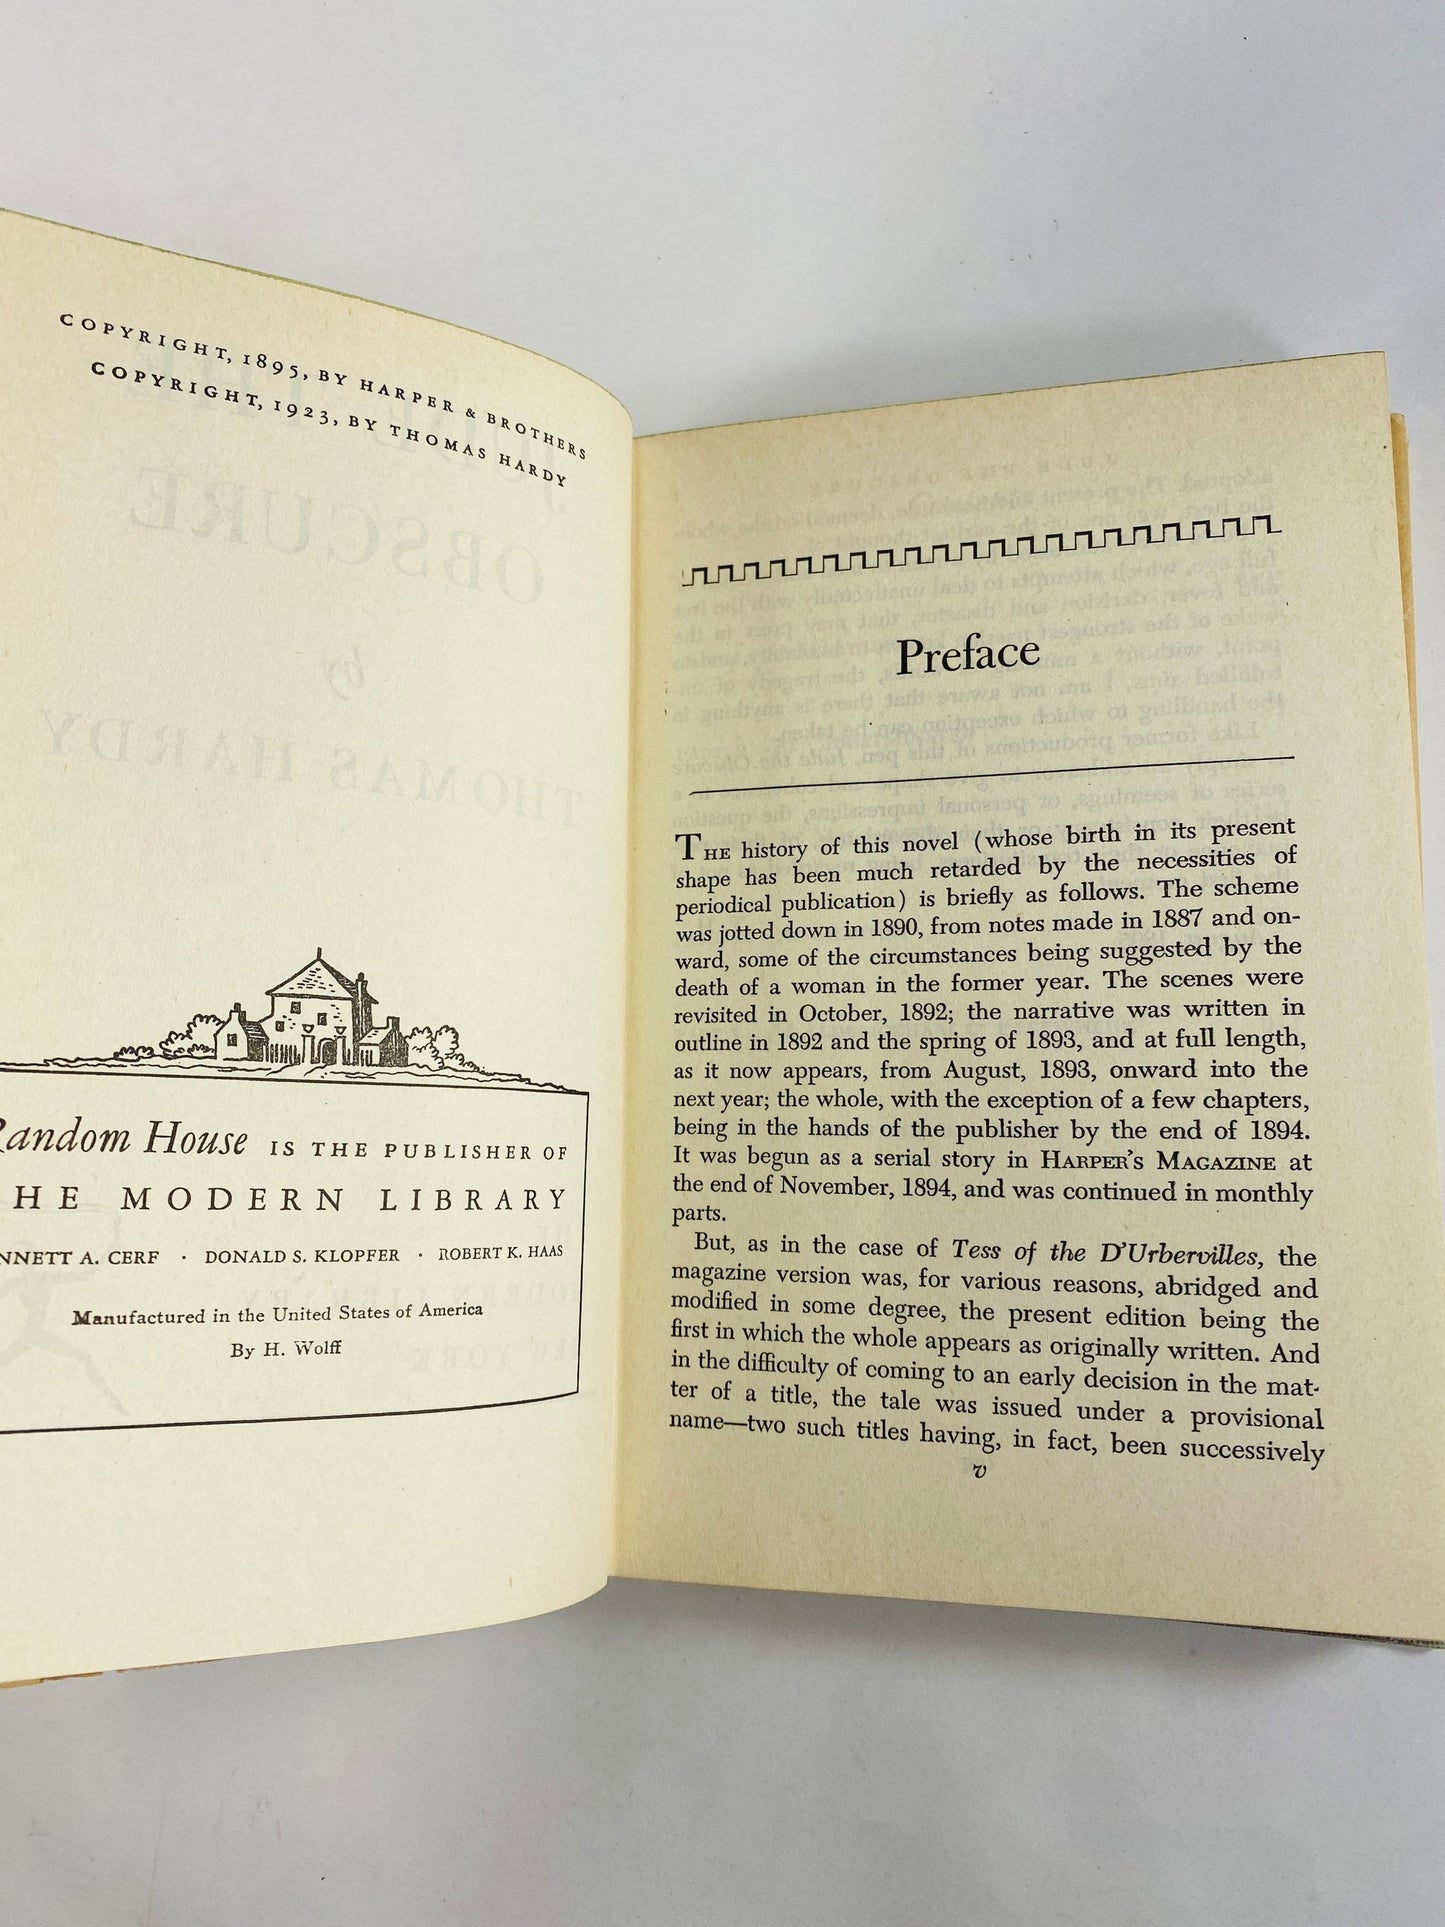 COPYRIGHT, 1895, BY HARPER & BROTHERS
COPYRIGHT, 1923, BY THOMAS HARDY
Random House IS THE PUBLISHER OF
HE MODERN LIBRARY
NNETT A. CERF · DONALD S. KLOPFER · ROBERT K. HAAS
Manufactured in the United States of America
By H. Wolff
Preface
THE history of this novel (whose birth in its present
shape has been much retarded by the necessities of
periodical publication) is briefly as follows. The scheme
was jotted down in 1890, from notes made in 1887 and on-
ward, some of the circumstances being suggested by the
death of a woman in the former year. The scenes were
revisited in October, 1892; the narrative was written in
outline in 1892 and the spring of 1893, and at full length,
as it now appears, from August, 1893, onward into the
next year; the whole, with the exception of a few chapters,
being in the hands of the publisher by the end of 1894.
It was begun as a serial story in HARPER'S MAGAZINE at
the end of November, 1894, and was continued in monthly
parts.
But, as in the case of Tess of the D'Urbervilles, the
magazine version was, for various reasons, abridged and
modified in some degree, the present edition being the
first in which the whole appears as originally written. And
in the difficulty of coming to an early decision in the mat-
ter of a title, the tale was issued under a provisional
name—two such titles having, in fact, been successively
v